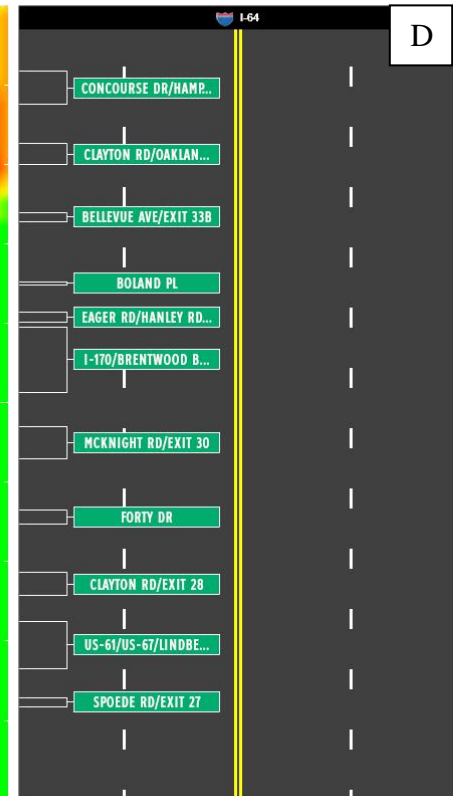 I-64
D
CONCOURSE DR/HAMP...
CLAYTON RD/OAKLAN...
BELLEVUE AVE/EXIT 33B
BOLAND PL
EAGER RD/HANLEY RD...
I-170/BRENTWOOD B...
MCKNIGHT RD/EXIT 30
FORTY DR
CLAYTON RD/EXIT 28
US-61/US-67/LINDBE...
SPOEDE RD/EXIT 27